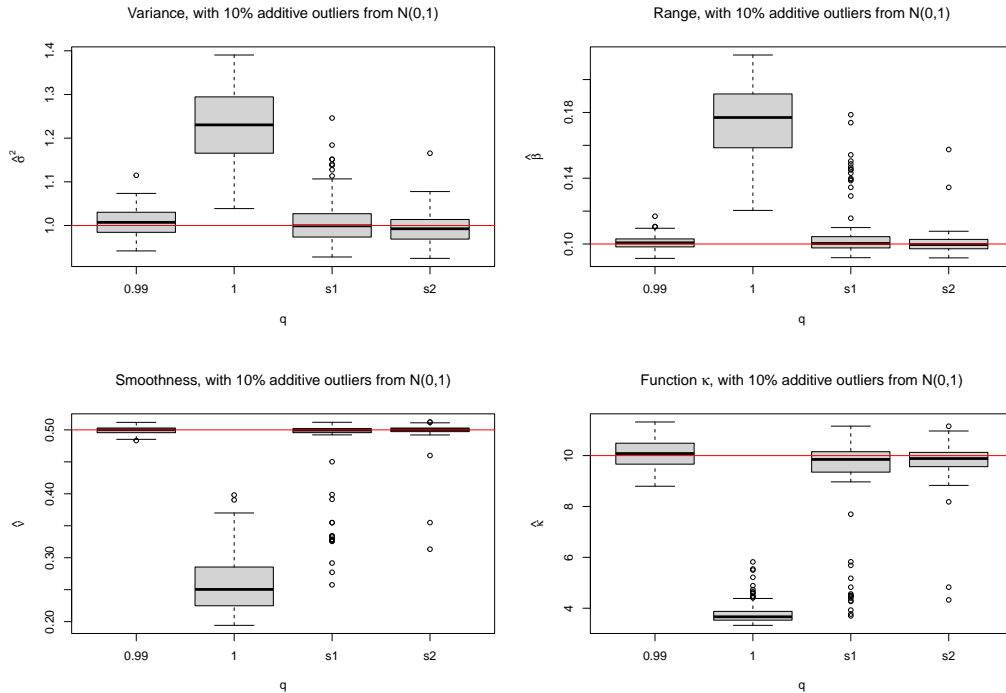 Variance, with 10% additive outliers from N(0,1)
1.4
1.3
1.2
1.1
1.0
σ̂²
0.99 1 s1 s2
q
Range, with 10% additive outliers from N(0,1)
0.18
0.14
0.10
β̂
0.99 1 s1 s2
q
Smoothness, with 10% additive outliers from N(0,1)
0.50
0.40
0.30
0.20
ν̂
0.99 1 s1 s2
q
Function κ, with 10% additive outliers from N(0,1)
10
8
6
4
κ̂
0.99 1 s1 s2
q